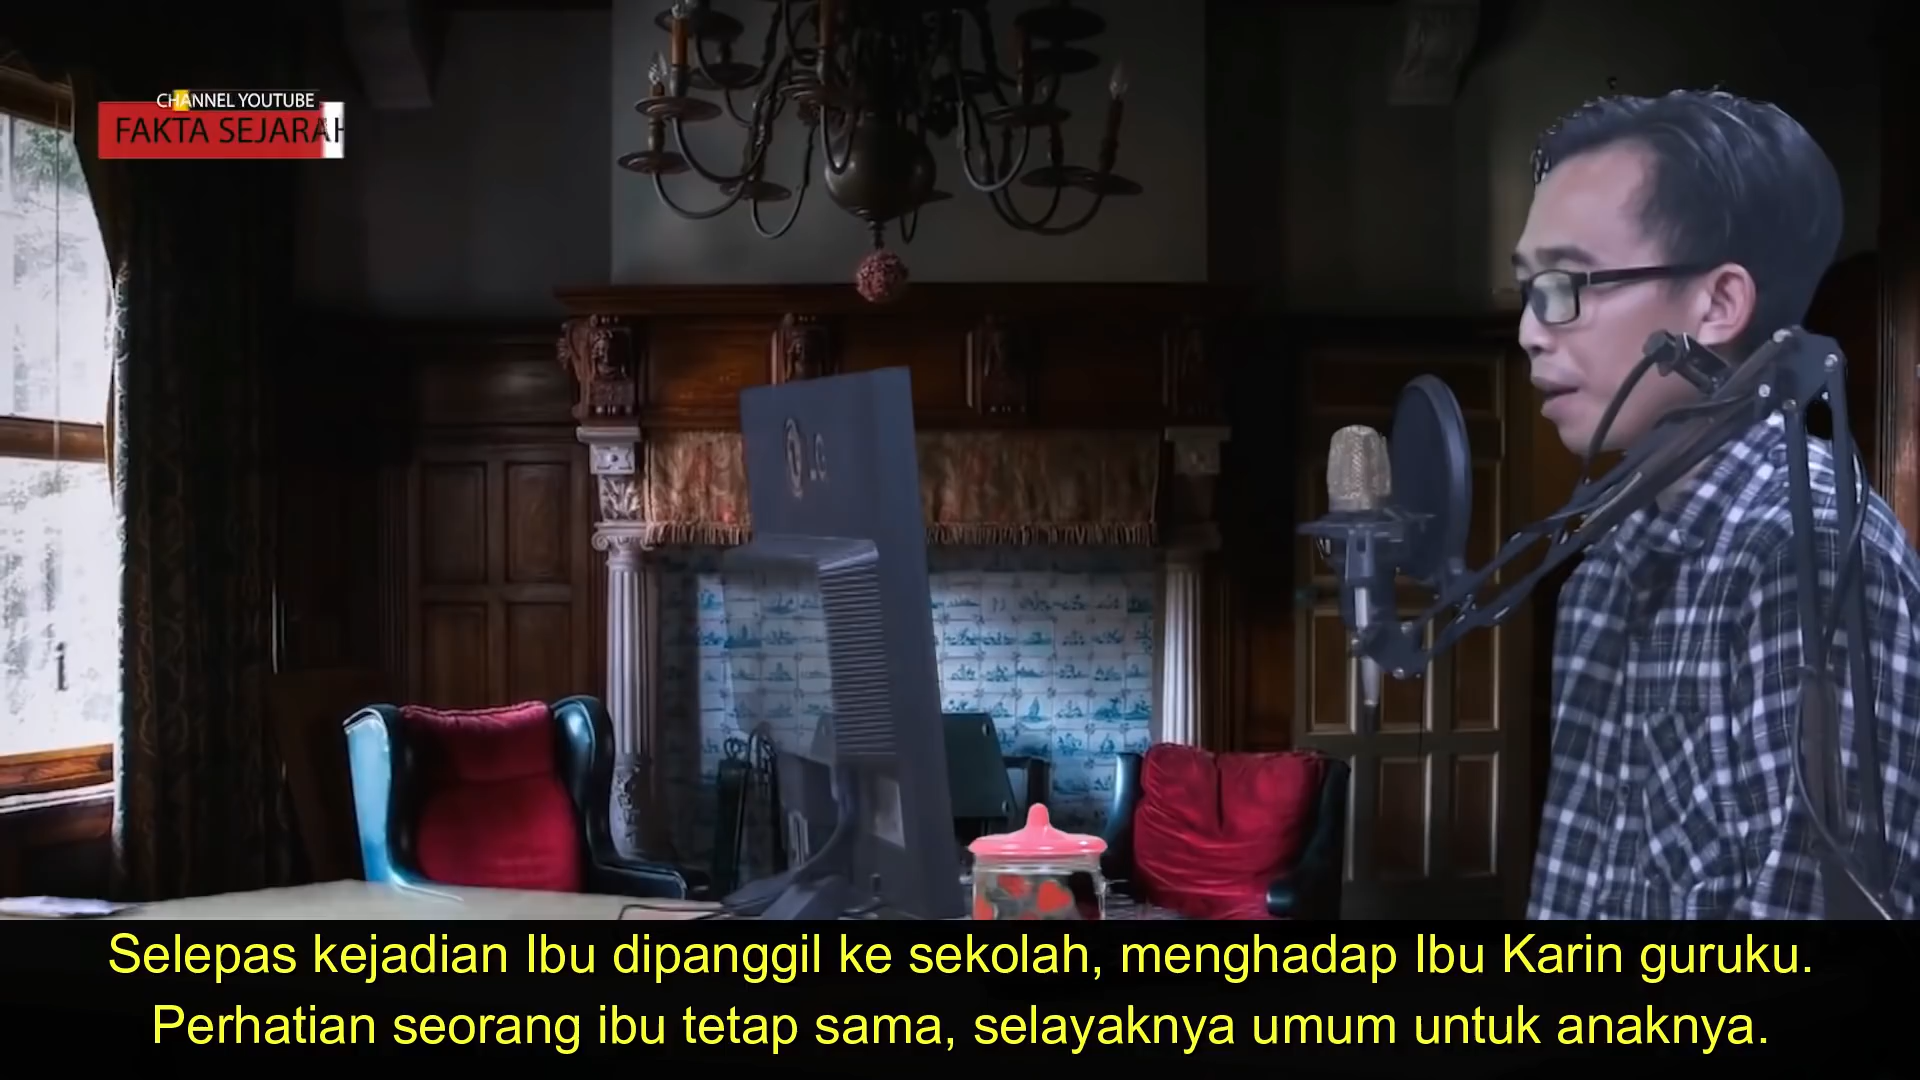 CHANNEL YOUTUBE
FAKTA SEJARAH
LG
Selepas kejadian Ibu dipanggil ke sekolah, menghadap Ibu Karin guruku.
Perhatian seorang ibu tetap sama, selayaknya umum untuk anaknya.